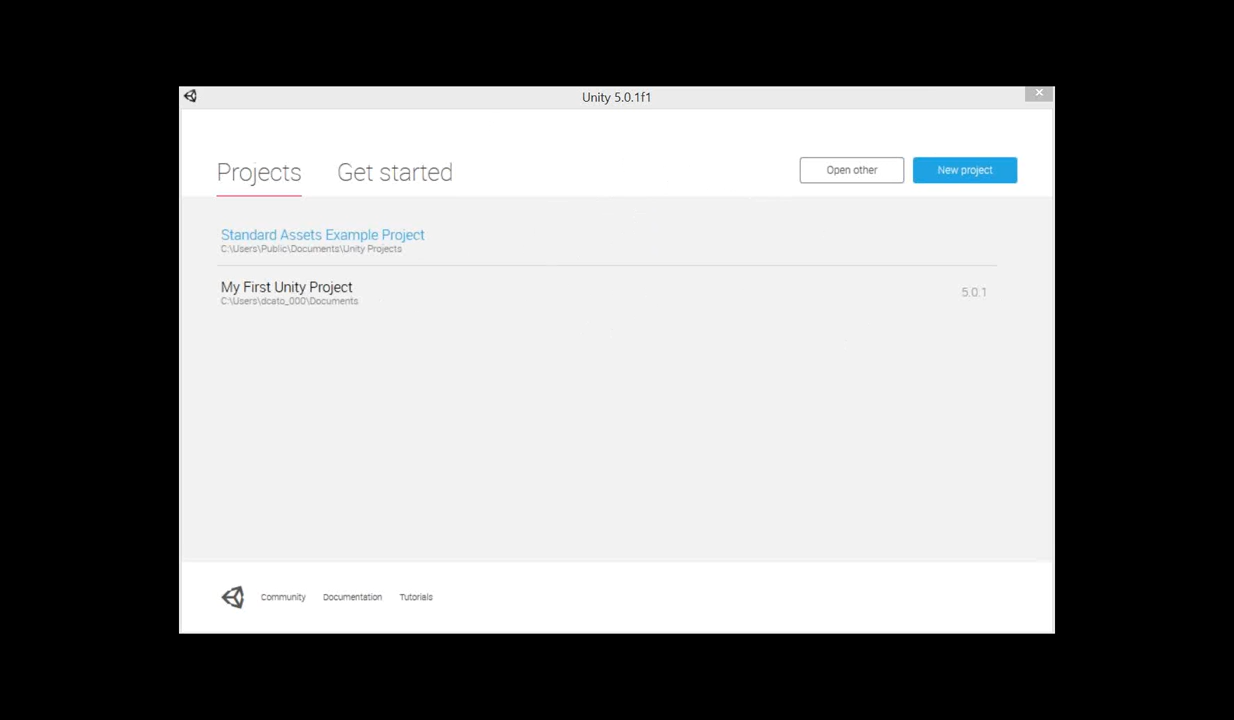 Unity 5.0.1f1
Projects Get started Open other New project
Standard Assets Example Project
C:\Users\Public\Documents\Unity Projects
My First Unity Project
C:\Users\dcato_000\Documents
5.0.1
Community Documentation Tutorials